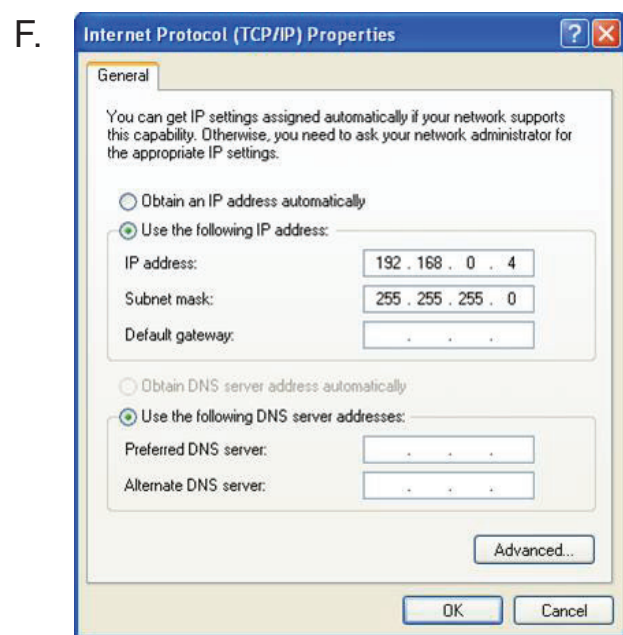 F.
Internet Protocol (TCP/IP) Properties
General
You can get IP settings assigned automatically if your network supports
this capability. Otherwise, you need to ask your network administrator for
the appropriate IP settings.
Obtain an IP address automatically
Use the following IP address:
IP address: 192 . 168 . 0 . 4
Subnet mask: 255 . 255 . 255 . 0
Default gateway: . . .
Obtain DNS server address automatically
Use the following DNS server addresses:
Preferred DNS server: . . .
Alternate DNS server: . . .
Advanced...
OK Cancel